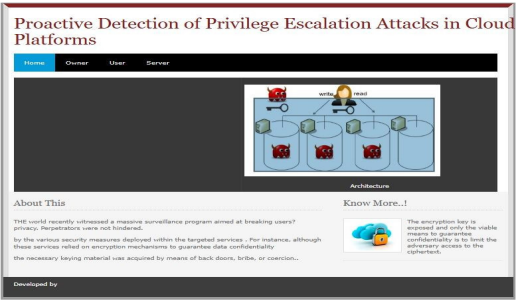 Proactive Detection of Privilege Escalation Attacks in Cloud
Platforms
Home Owner User Server
write read
Architecture
About This
THE world recently witnessed a massive surveillance program aimed at breaking users?
privacy. Perpetrators were not hindered.
by the various security measures deployed within the targeted services . For instance, although
these services relied on encryption mechanisms to guarantee data confidentiality
the necessary keying material was acquired by means of back doors, bribe, or coercion..
Know More..!
The encryption key is
exposed and only the viable
means to guarantee
confidentiality is to limit the
adversary access to the
ciphertext.
Developed by